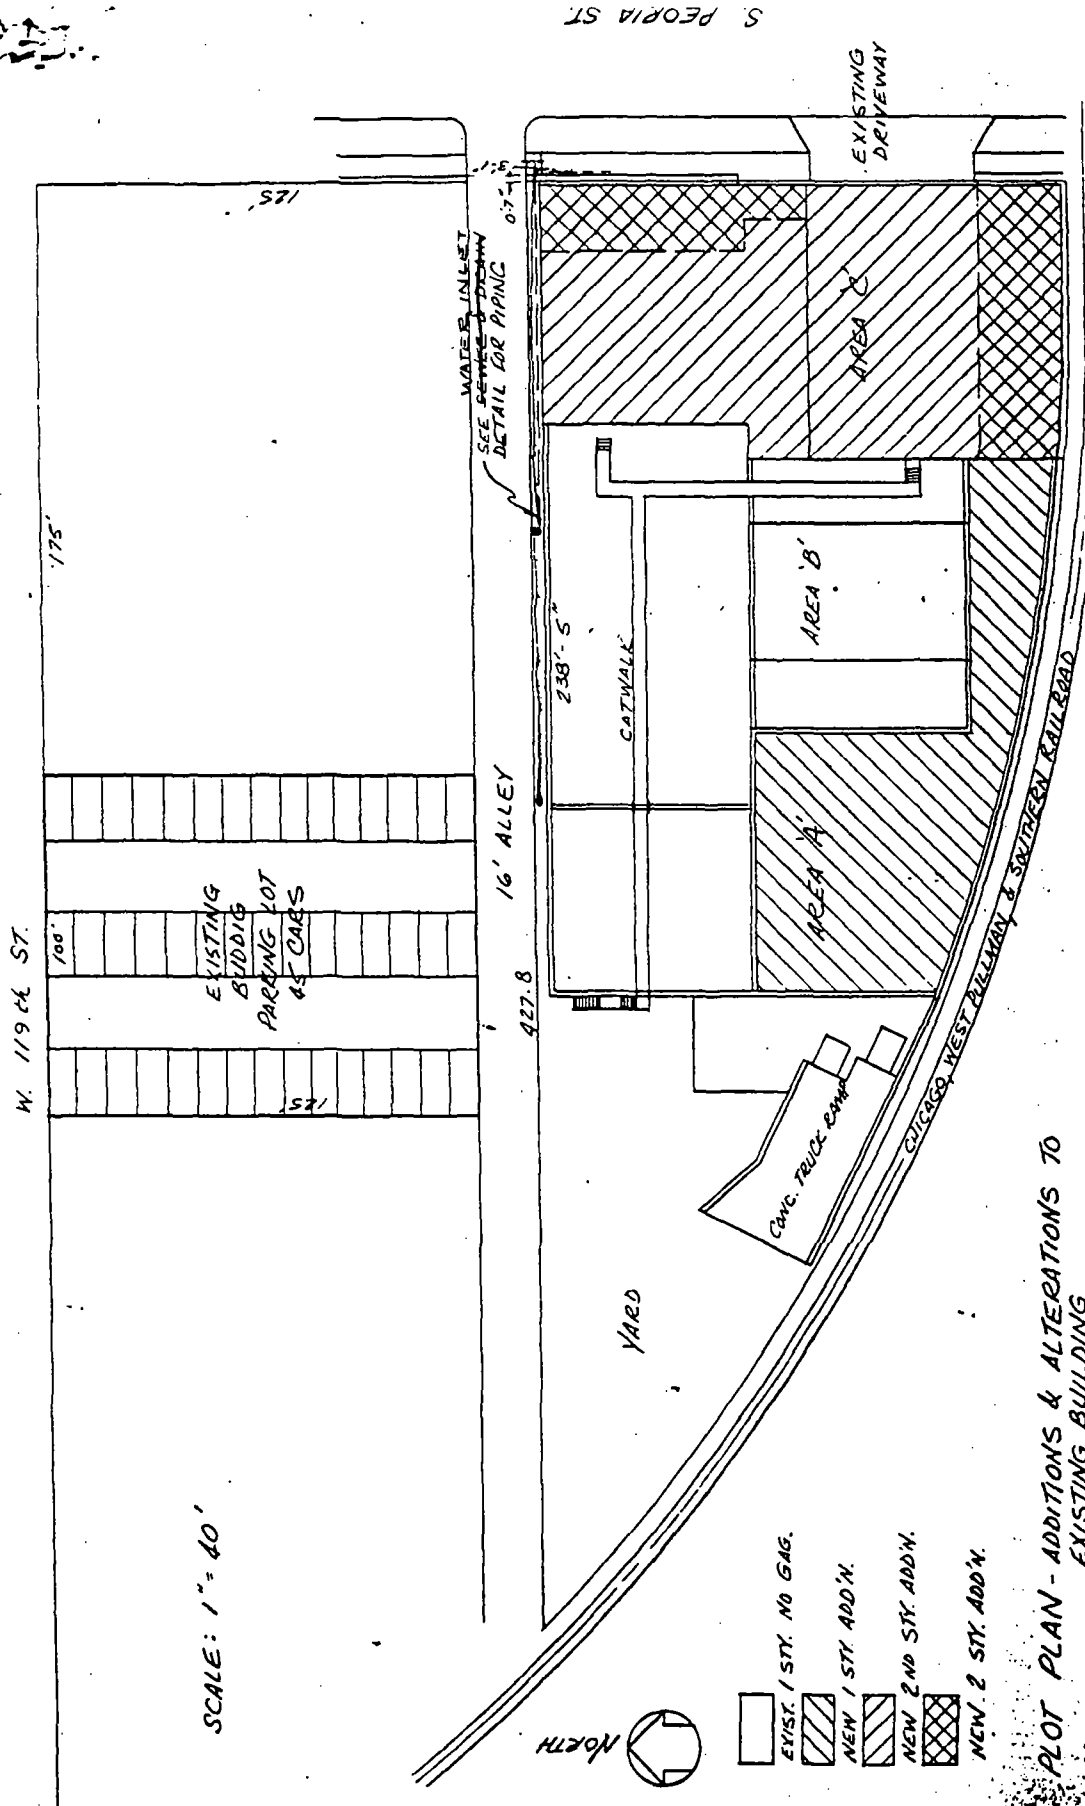 W. 119th ST.
175'
125'
100'
125'
EXISTING
BLDDIG
PARKING LOT
45 CARS
SCALE: 1" = 40'
16' ALLEY
427.8
WATER INLET
SEE SEWER & DRAIN
DETAIL FOR PIPING
0'-7"
S. PEORIA ST.
EXISTING
DRIVEWAY
238'-5"
CATWALK
AREA 'A'
AREA 'B'
AREA 'C'
CONC. TRUCK RAMP
YARD
CHICAGO, WEST PULLMAN, & SOUTHERN RAILROAD
NORTH
EXIST. 1 STY. NO GAG.
NEW 1 STY. ADD'N.
NEW 2ND STY. ADD'N.
NEW 2 STY. ADD'N.
PLOT PLAN - ADDITIONS & ALTERATIONS TO
EXISTING BUILDING